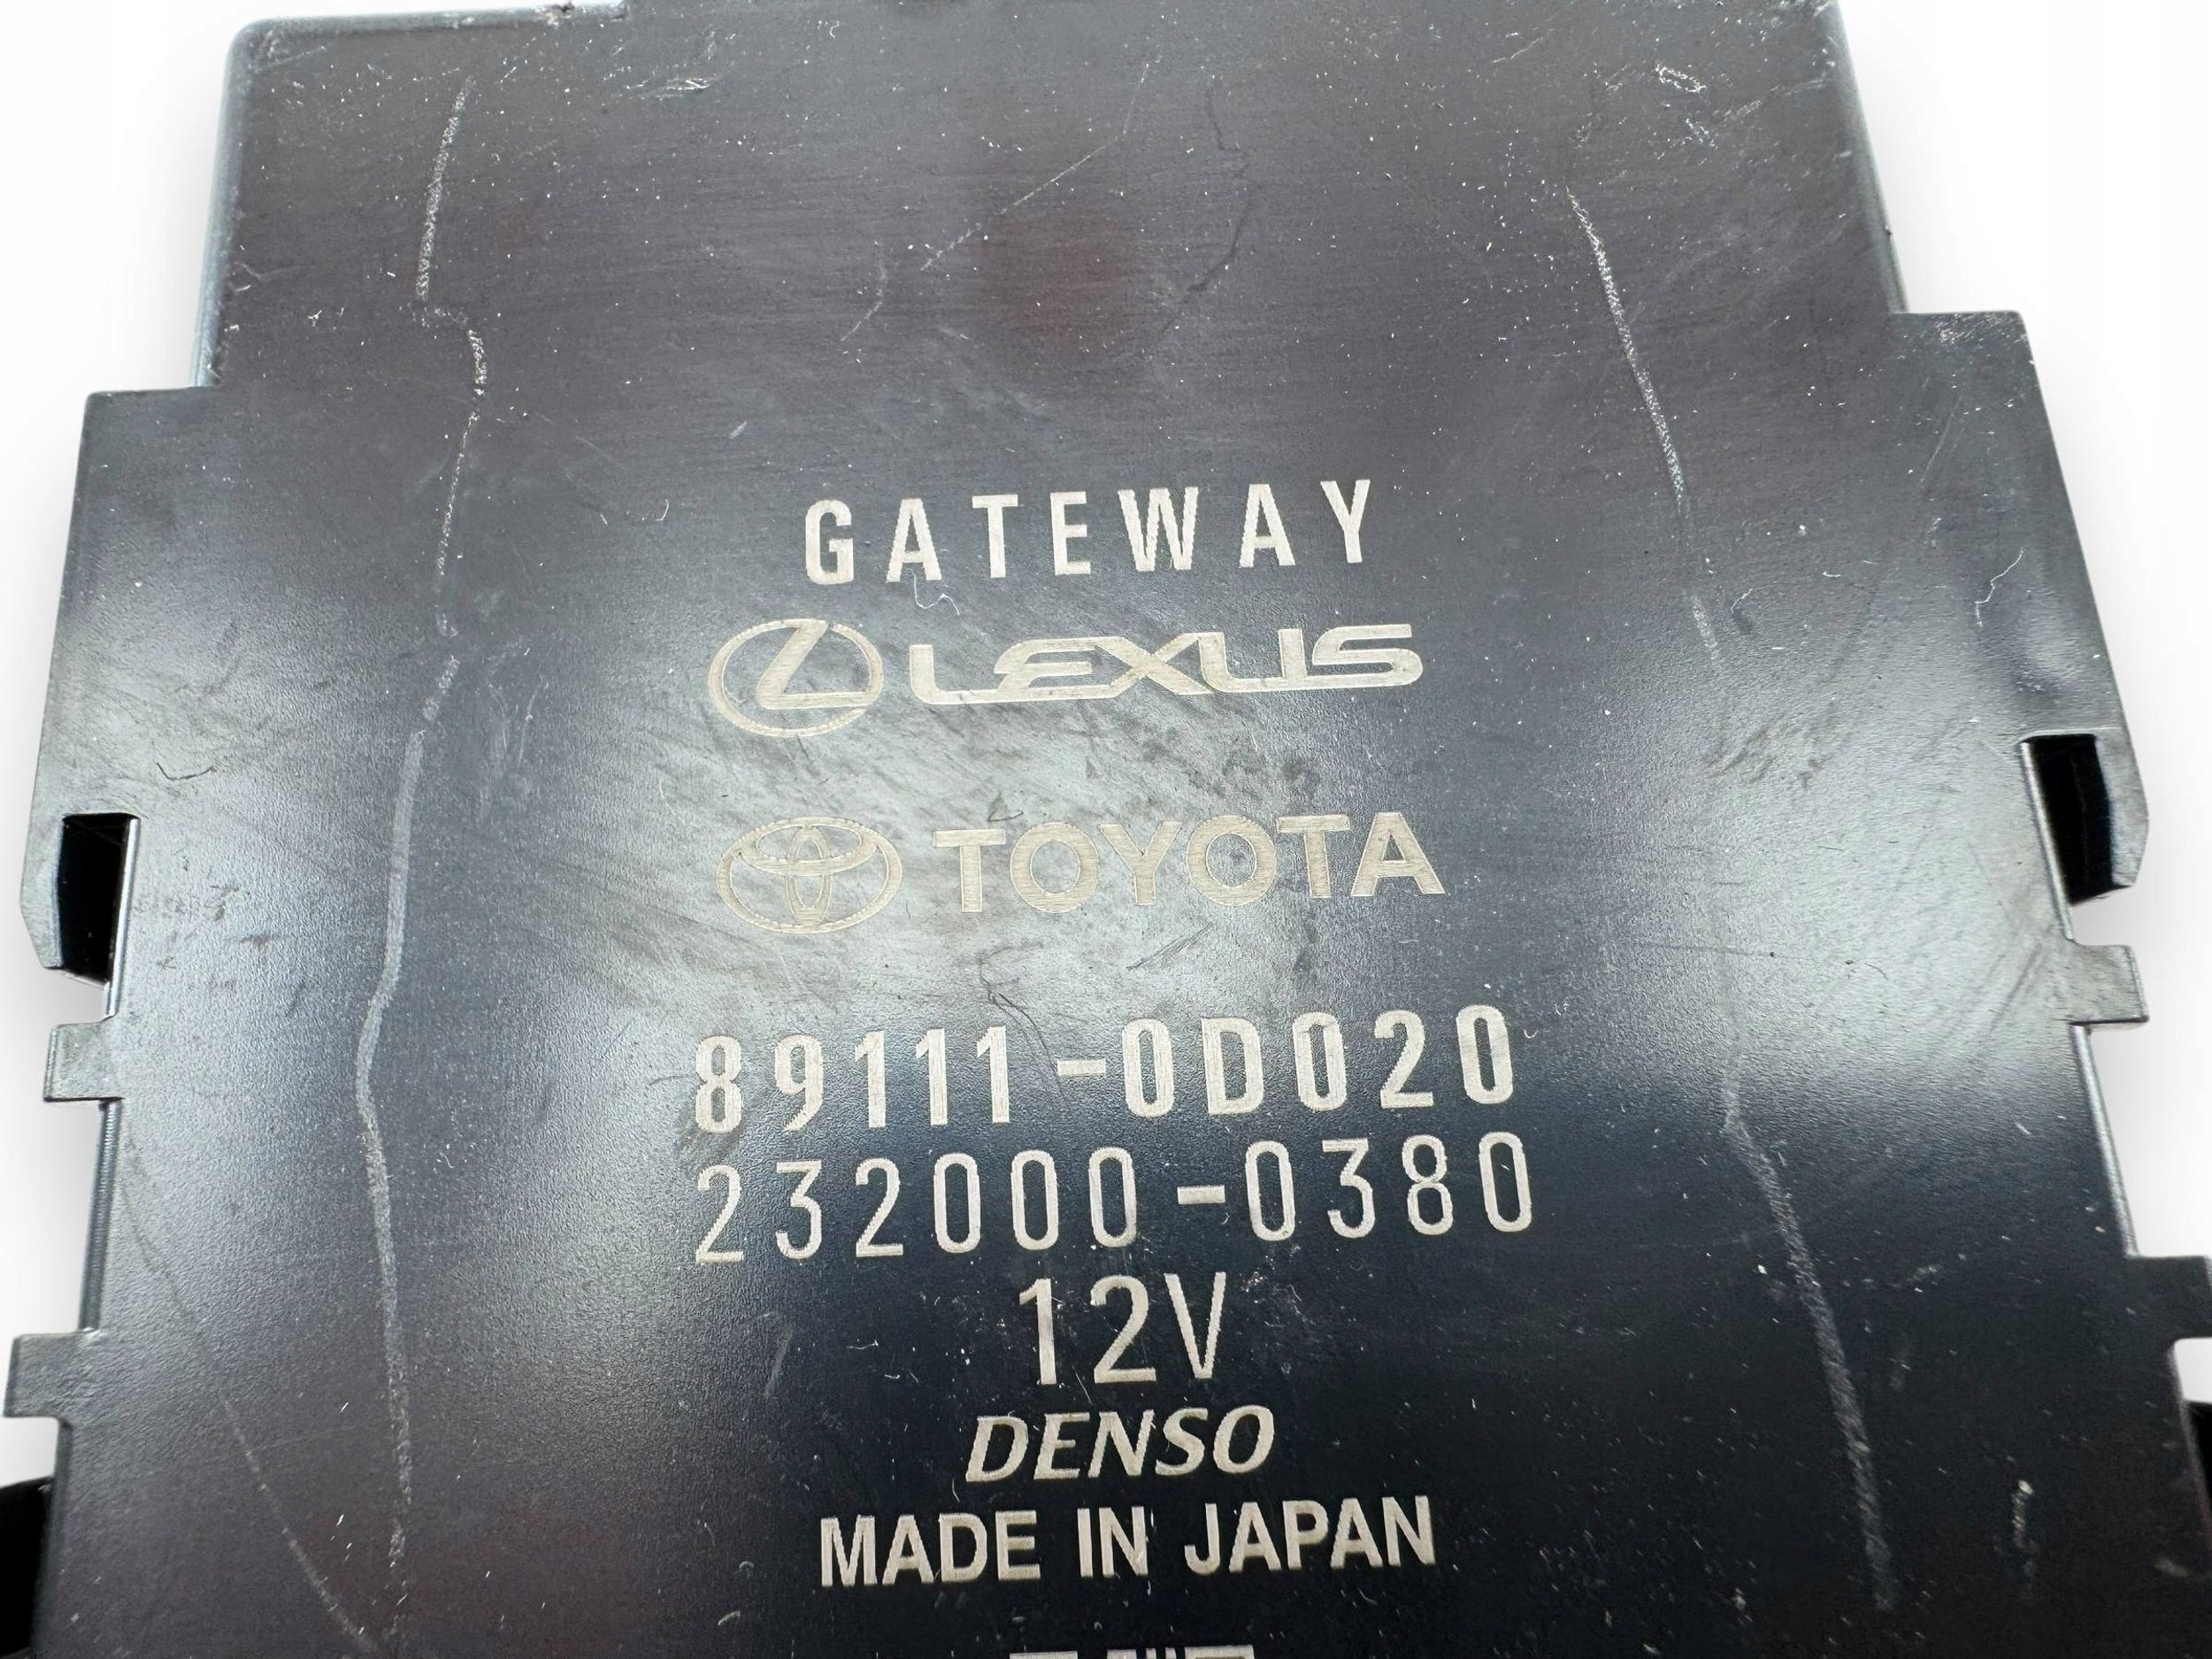 GATEWAY
LEXUS
TOYOTA
89111-0D020
232000-0380
12V
DENSO
MADE IN JAPAN